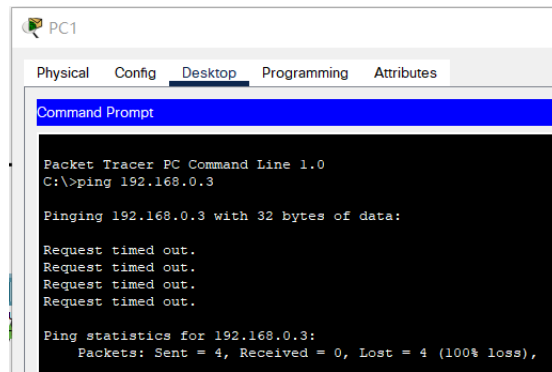 PC1
Physical Config Desktop Programming Attributes
Command Prompt
Packet Tracer PC Command Line 1.0
C:\>ping 192.168.0.3
Pinging 192.168.0.3 with 32 bytes of data:
Request timed out.
Request timed out.
Request timed out.
Request timed out.
Ping statistics for 192.168.0.3:
Packets: Sent = 4, Received = 0, Lost = 4 (100% loss),